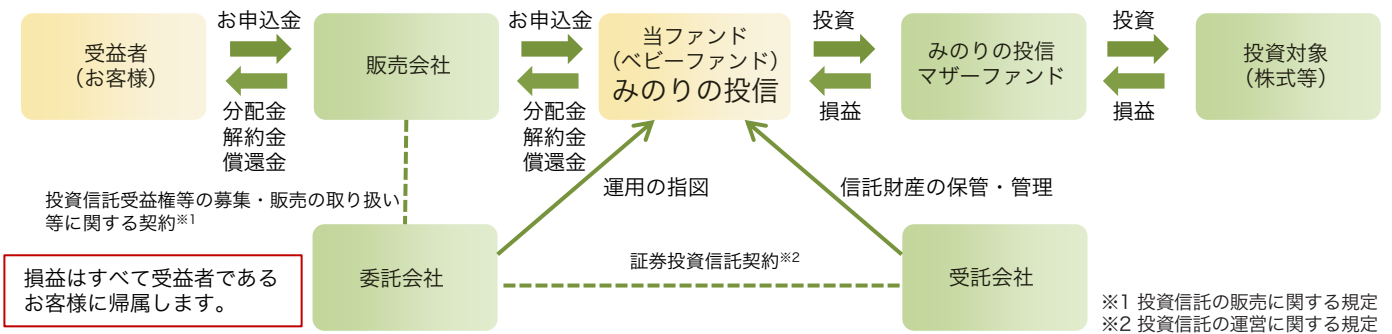 受益者
（お客様）
お申込金
分配金
解約金
償還金
販売会社
お申込金
分配金
解約金
償還金
当ファンド
（ベビーファンド）
みのりの投信
投資
損益
みのりの投信
マザーファンド
投資
損益
投資対象
（株式等）
投資信託受益権等の募集・販売の取り扱い
等に関する契約※1
運用の指図
信託財産の保管・管理
損益はすべて受益者である
お客様に帰属します。
委託会社
証券投資信託契約※2
受託会社
※1 投資信託の販売に関する規定
※2 投資信託の運営に関する規定